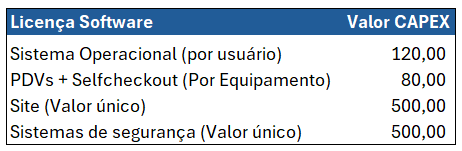 Licença Software Valor CAPEX
Sistema Operacional (por usuário) 120,00
PDVs + Selfcheckout (Por Equipamento) 80,00
Site (Valor único) 500,00
Sistemas de segurança (Valor único) 500,00